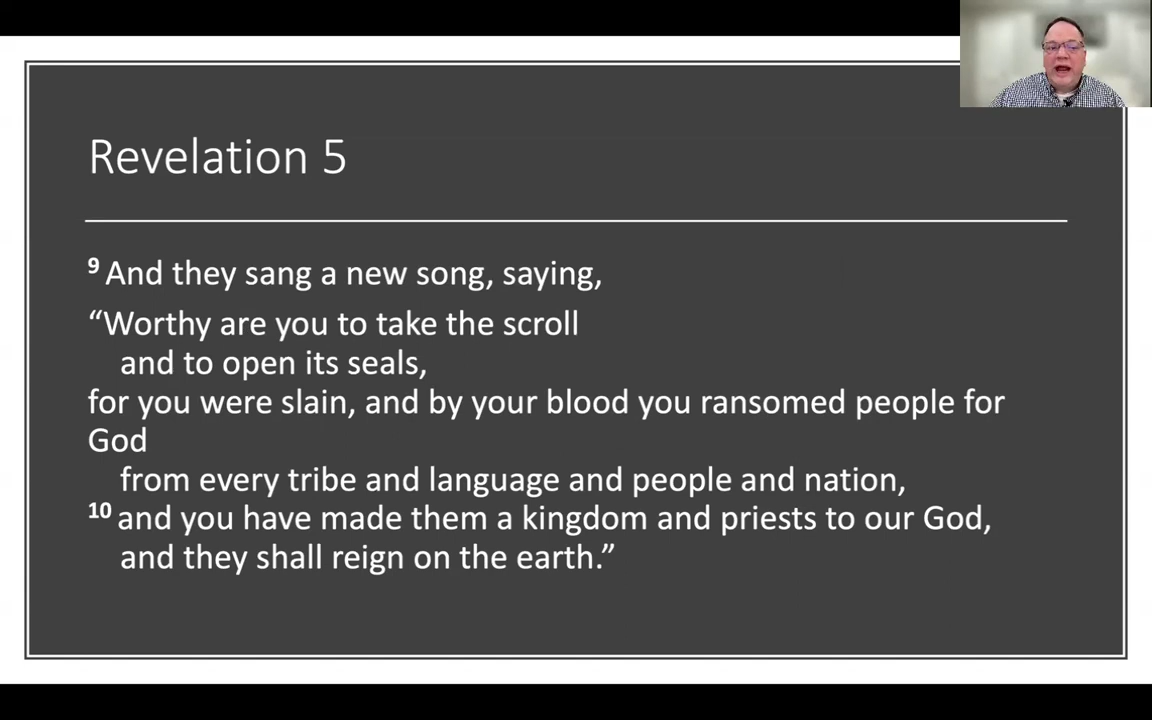 Revelation 5
9 And they sang a new song, saying,
“Worthy are you to take the scroll
and to open its seals,
for you were slain, and by your blood you ransomed people for
God
from every tribe and language and people and nation,
10 and you have made them a kingdom and priests to our God,
and they shall reign on the earth.”